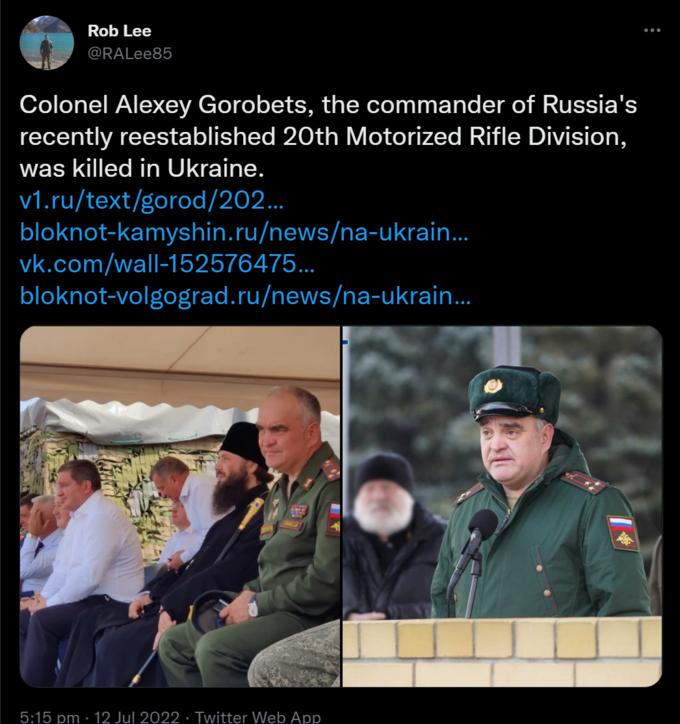 Rob Lee
@RALee85
Colonel Alexey Gorobets, the commander of Russia's
recently reestablished 20th Motorized Rifle Division,
was killed in Ukraine.
v1.ru/text/gorod/202...
bloknot-kamyshin.ru/news/na-ukrain...
vk.com/wall-152576475...
bloknot-volgograd.ru/news/na-ukrain...
5:15 pm · 12 Jul 2022 · Twitter Web App